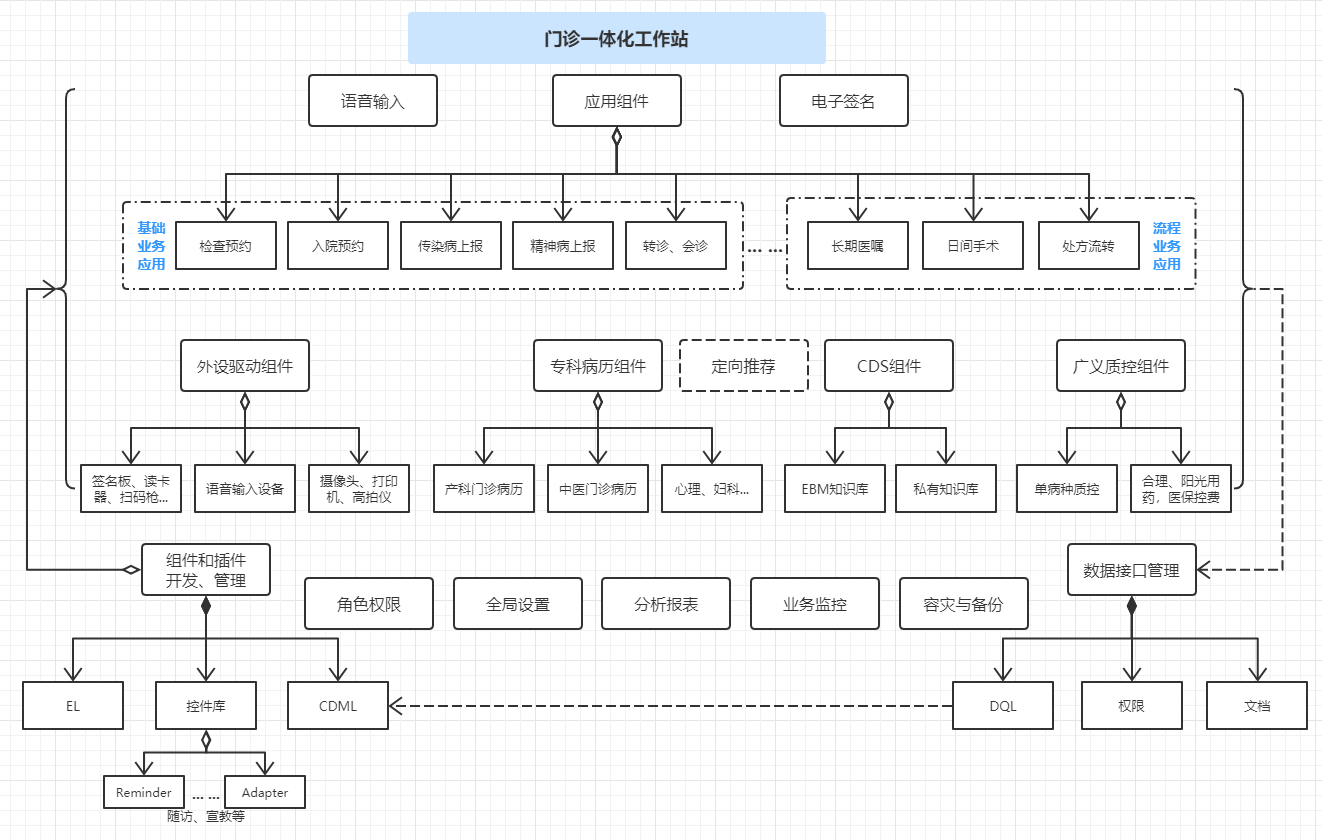 门诊一体化工作站
语音输入
应用组件
电子签名
基础
业务
应用
检查预约
入院预约
传染病上报
精神病上报
转诊、会诊
... ...
长期医嘱
日间手术
处方流转
流程
业务
应用
外设驱动组件
专科病历组件
定向推荐
CDS组件
广义质控组件
签名板、读卡
器、扫码枪...
语音输入设备
摄像头、打印
机、高拍仪
产科门诊病历
中医门诊病历
心理、妇科...
EBM知识库
私有知识库
单病种质控
合理、阳光用
药，医保控费
组件和插件
开发、管理
角色权限
全局设置
分析报表
业务监控
容灾与备份
数据接口管理
EL
控件库
CDML
DQL
权限
文档
Reminder
... ...
Adapter
随访、宣教等